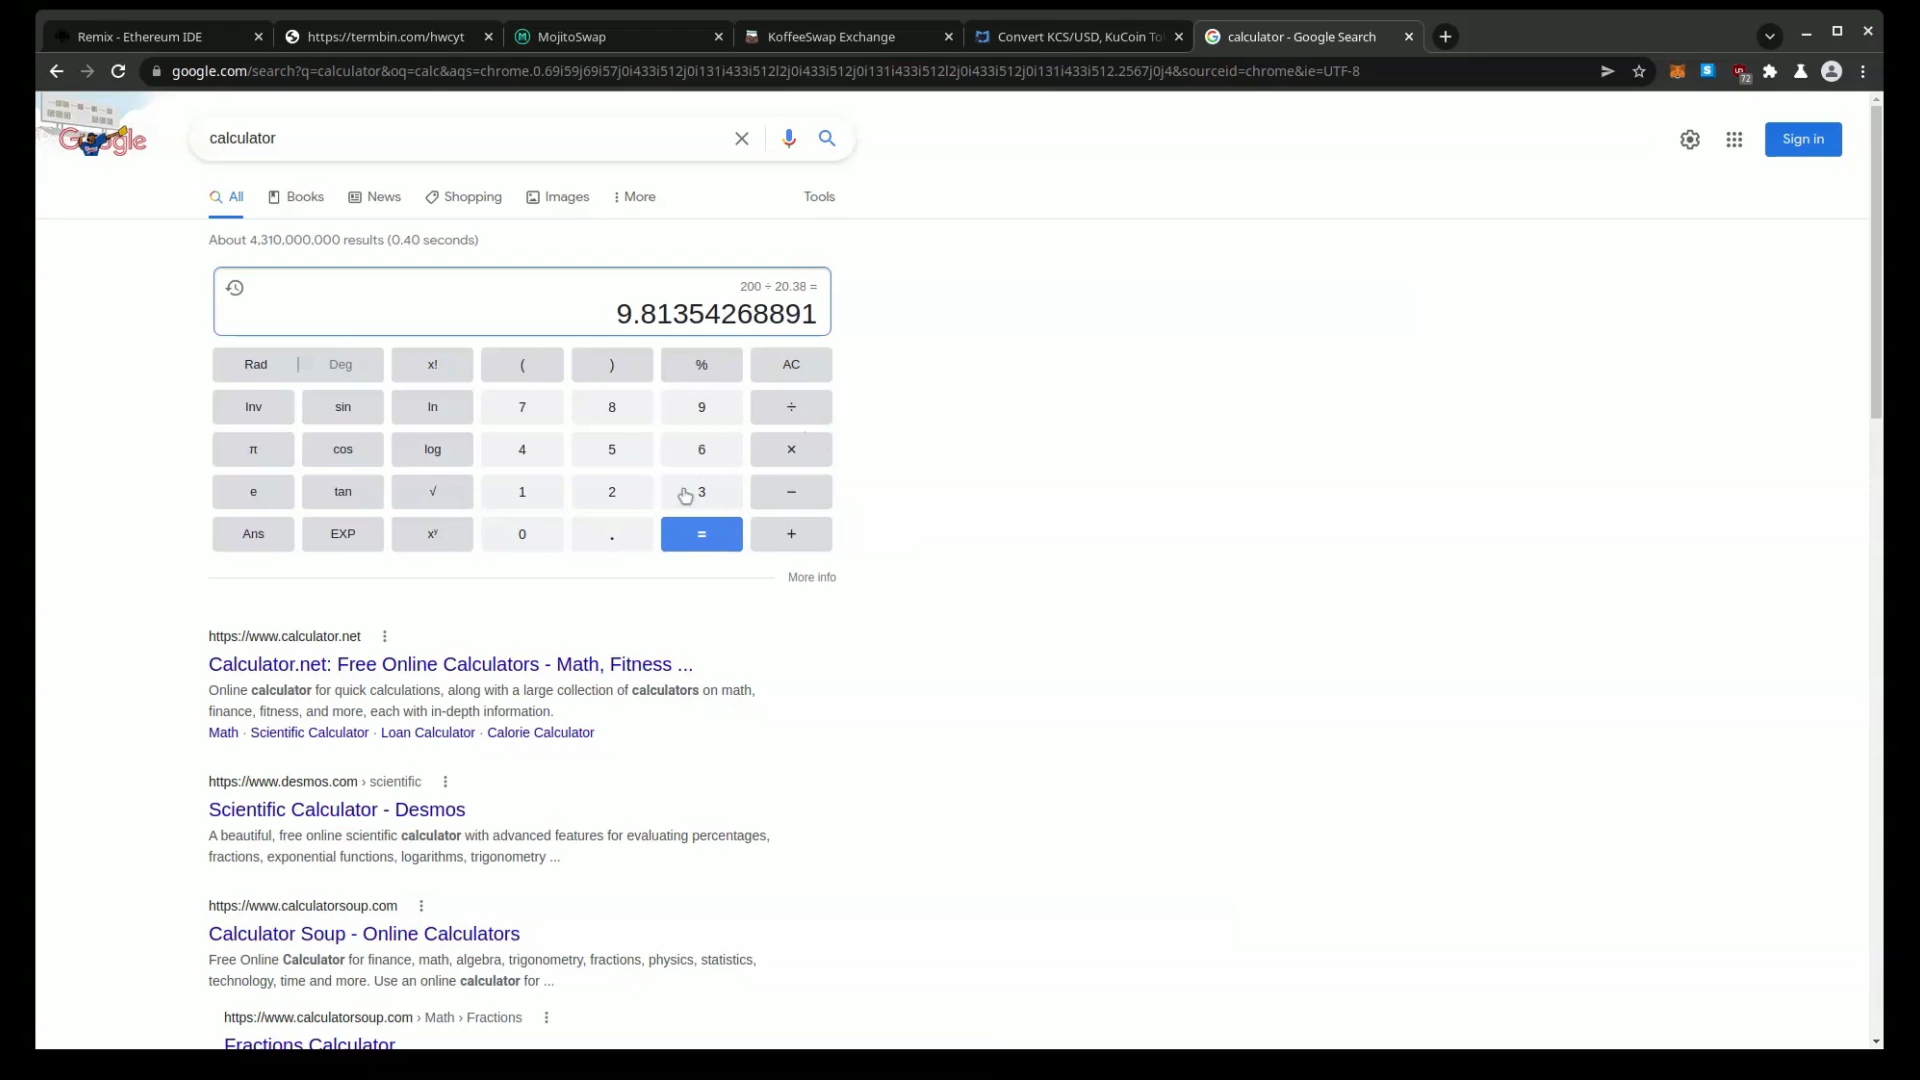 Remix - Ethereum IDE
https://termbin.com/hwcyt
MojitoSwap
KoffeeSwap Exchange
Convert KCS/USD, KuCoin To
calculator - Google Search
google.com/search?q=calculator&oq=calc&aqs=chrome.0.69i59j69i57j0i433i512j0i131i433i512l2j0i433i512j0i131i433i512l2j0i433i512j0i131i433i512.2567j0j4&sourceid=chrome&ie=UTF-8
72
Google
calculator
Sign in
All
Books
News
Shopping
Images
More
Tools
About 4,310,000,000 results (0.40 seconds)
200 ÷ 20.38 =
9.81354268891
Rad | Deg x! ( ) % AC
Inv sin ln 7 8 9 ÷
π cos log 4 5 6 ×
e tan √ 1 2 3 −
Ans EXP xʸ 0 . = +
More info
https://www.calculator.net
Calculator.net: Free Online Calculators - Math, Fitness ...
Online calculator for quick calculations, along with a large collection of calculators on math,
finance, fitness, and more, each with in-depth information.
Math · Scientific Calculator · Loan Calculator · Calorie Calculator
https://www.desmos.com › scientific
Scientific Calculator - Desmos
A beautiful, free online scientific calculator with advanced features for evaluating percentages,
fractions, exponential functions, logarithms, trigonometry ...
https://www.calculatorsoup.com
Calculator Soup - Online Calculators
Free Online Calculator for finance, math, algebra, trigonometry, fractions, physics, statistics,
technology, time and more. Use an online calculator for ...
https://www.calculatorsoup.com › Math › Fractions
Fractions Calculator